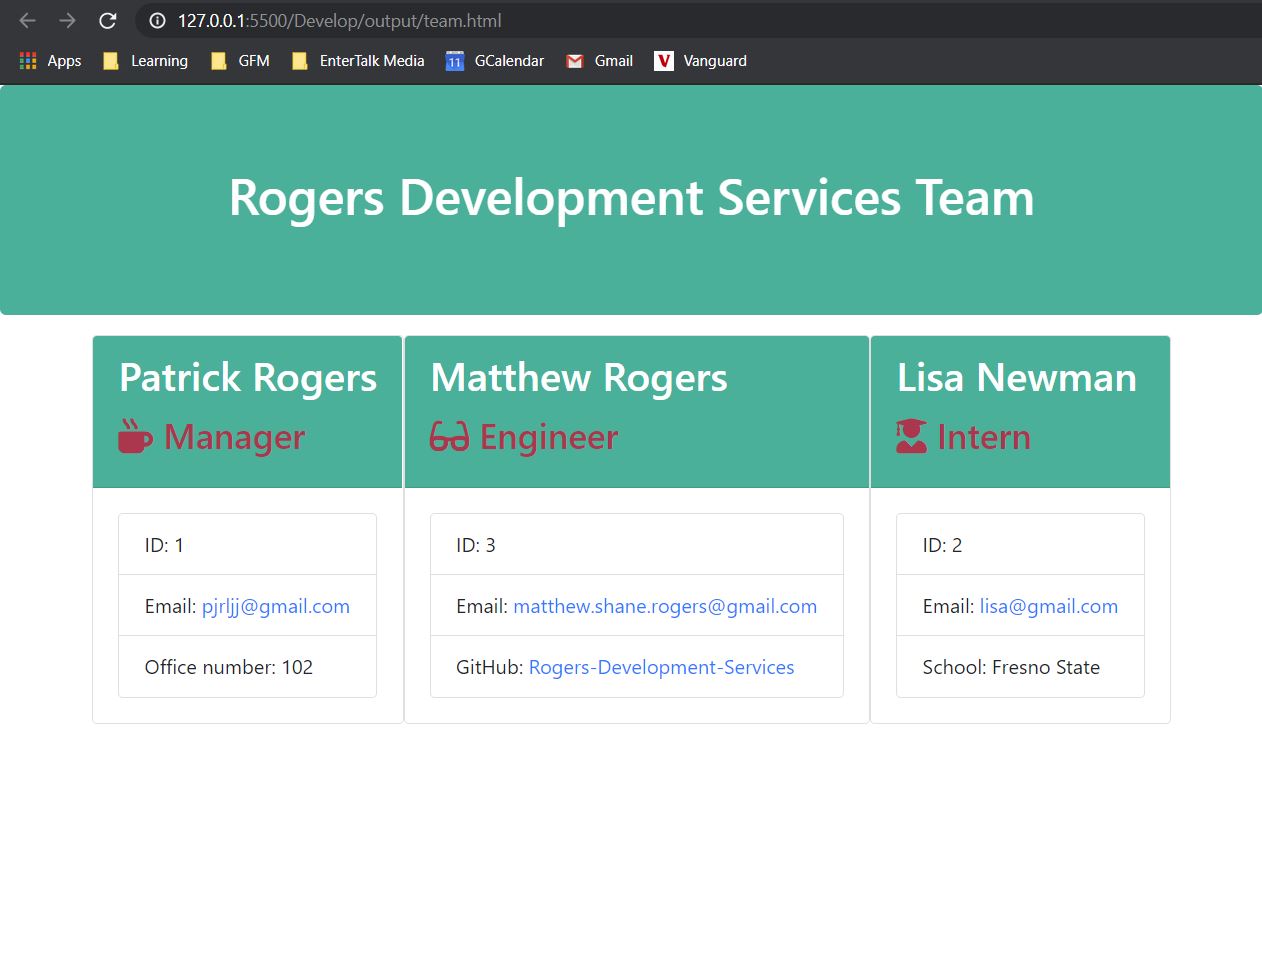 127.0.0.1:5500/Develop/output/team.html
Apps Learning GFM EnterTalk Media 11 GCalendar Gmail V Vanguard
Rogers Development Services Team
Patrick Rogers
Manager
ID: 1
Email: pjrljj@gmail.com
Office number: 102
Matthew Rogers
Engineer
ID: 3
Email: matthew.shane.rogers@gmail.com
GitHub: Rogers-Development-Services
Lisa Newman
Intern
ID: 2
Email: lisa@gmail.com
School: Fresno State